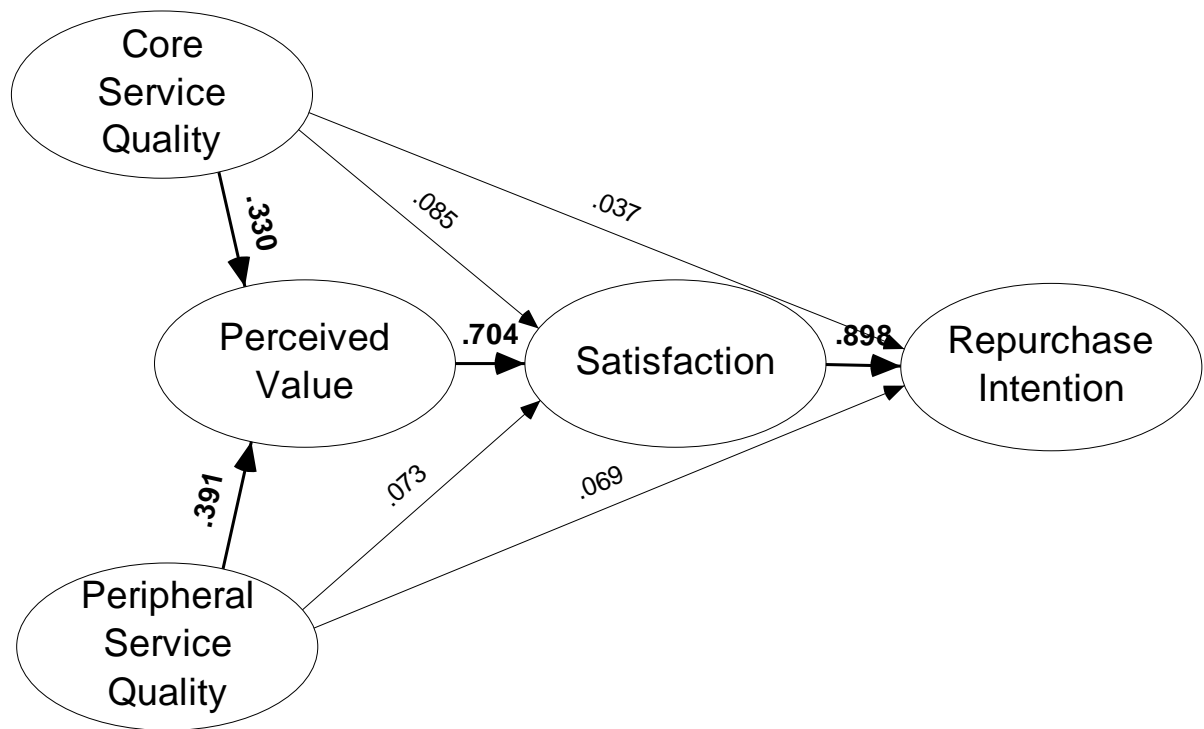 Core
Service
Quality
.330
.085
.037
Perceived
Value
.704
Satisfaction
.898
Repurchase
Intention
.391
.073
.069
Peripheral
Service
Quality